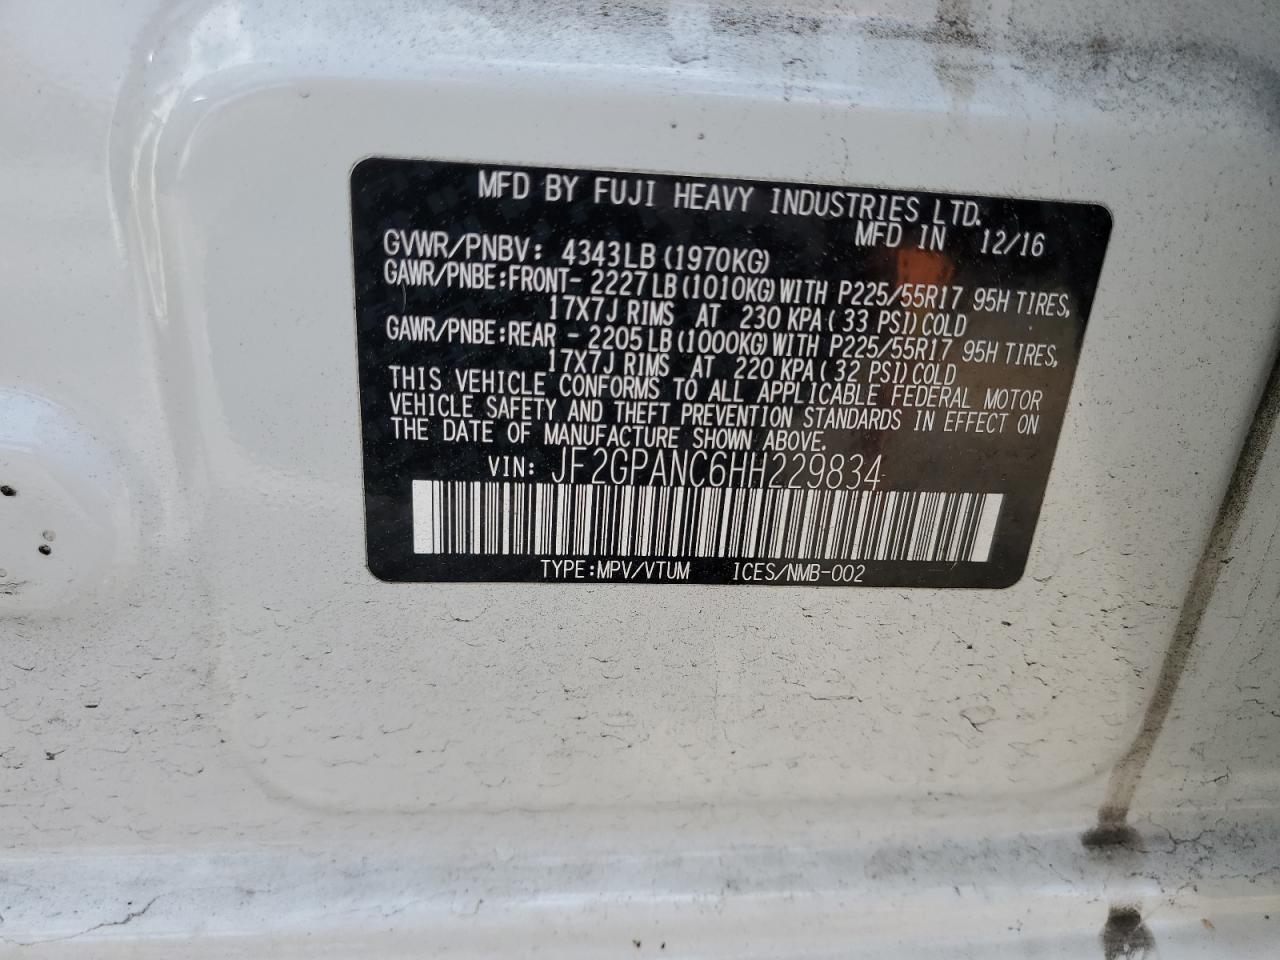 MFD BY FUJI HEAVY INDUSTRIES LTD.
MFD IN 12/16
GVWR/PNBV: 4343LB (1970KG)
GAWR/PNBE:FRONT- 2227LB (1010KG) WITH P225/55R17 95H TIRES,
17X7J RIMS AT 230 KPA ( 33 PSI) COLD
GAWR/PNBE:REAR - 2205LB (1000KG) WITH P225/55R17 95H TIRES,
17X7J RIMS AT 220 KPA ( 32 PSI) COLD
THIS VEHICLE CONFORMS TO ALL APPLICABLE FEDERAL MOTOR
VEHICLE SAFETY AND THEFT PREVENTION STANDARDS IN EFFECT ON
THE DATE OF MANUFACTURE SHOWN ABOVE.
VIN: JF2GPANC6HH229834
TYPE:MPV/VTUM ICES/NMB-002